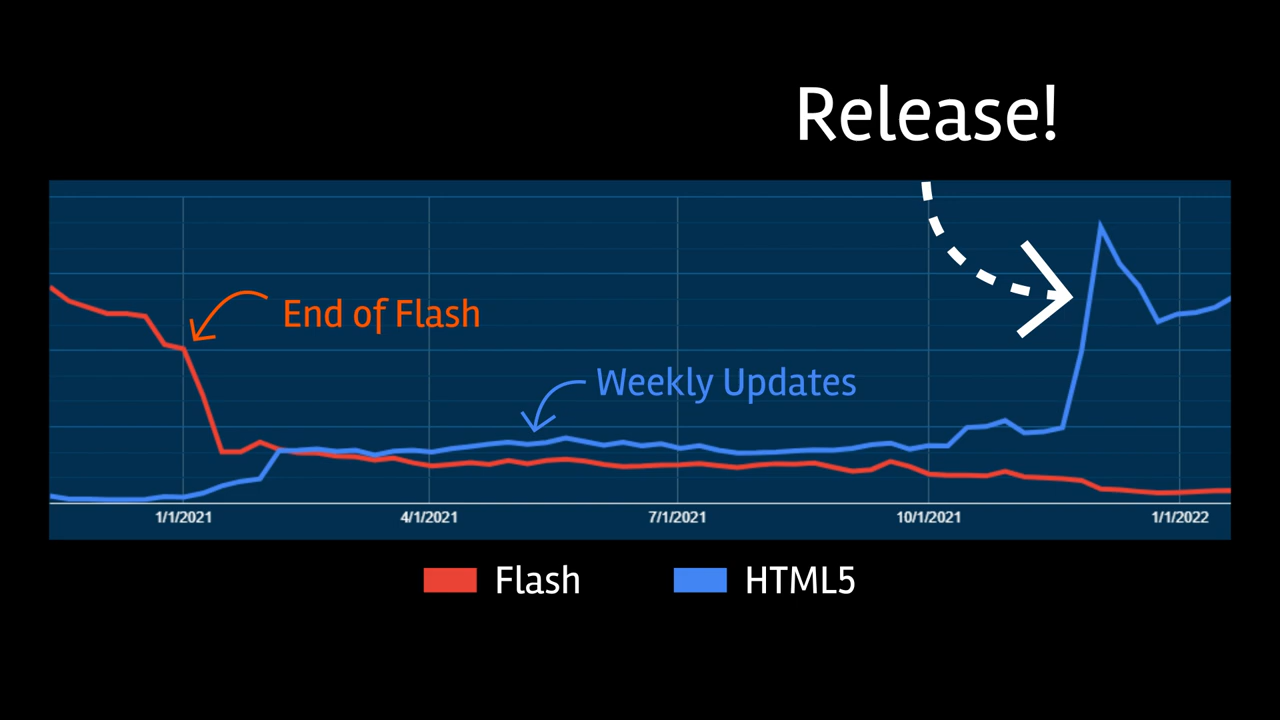 Release!
End of Flash
Weekly Updates
1/1/2021 4/1/2021 7/1/2021 10/1/2021 1/1/2022
Flash HTML5